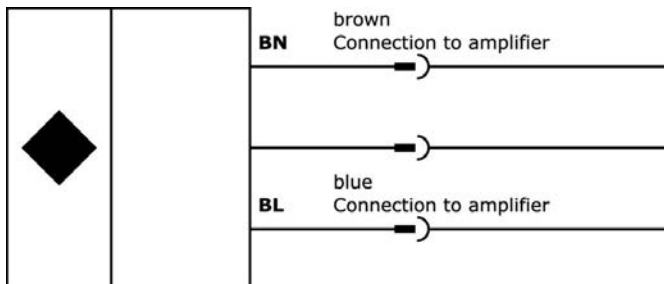 brown
BN Connection to amplifier
blue
BL Connection to amplifier